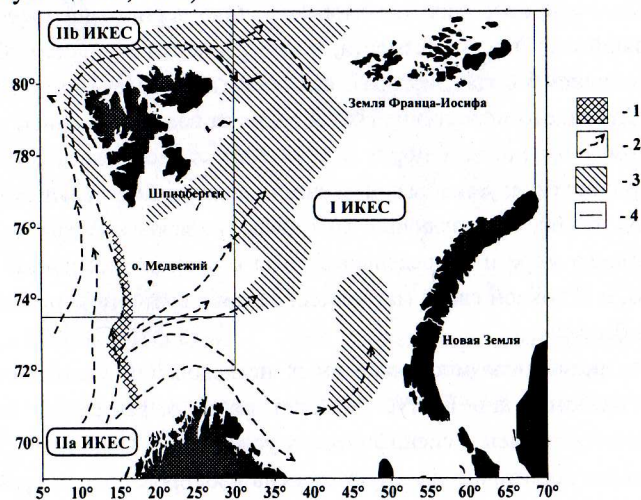 IIb ИКЕС
80°
Земля Франца-Иосифа
- 1
- 2
78°
Шпицберген
- 3
I ИКЕС
76°
- 4
о. Медвежий
74°
Новая Земля
72°
IIa ИКЕС
70°
5° 10° 15° 20° 25° 30° 35° 40° 45° 50° 55° 60° 65° 70°